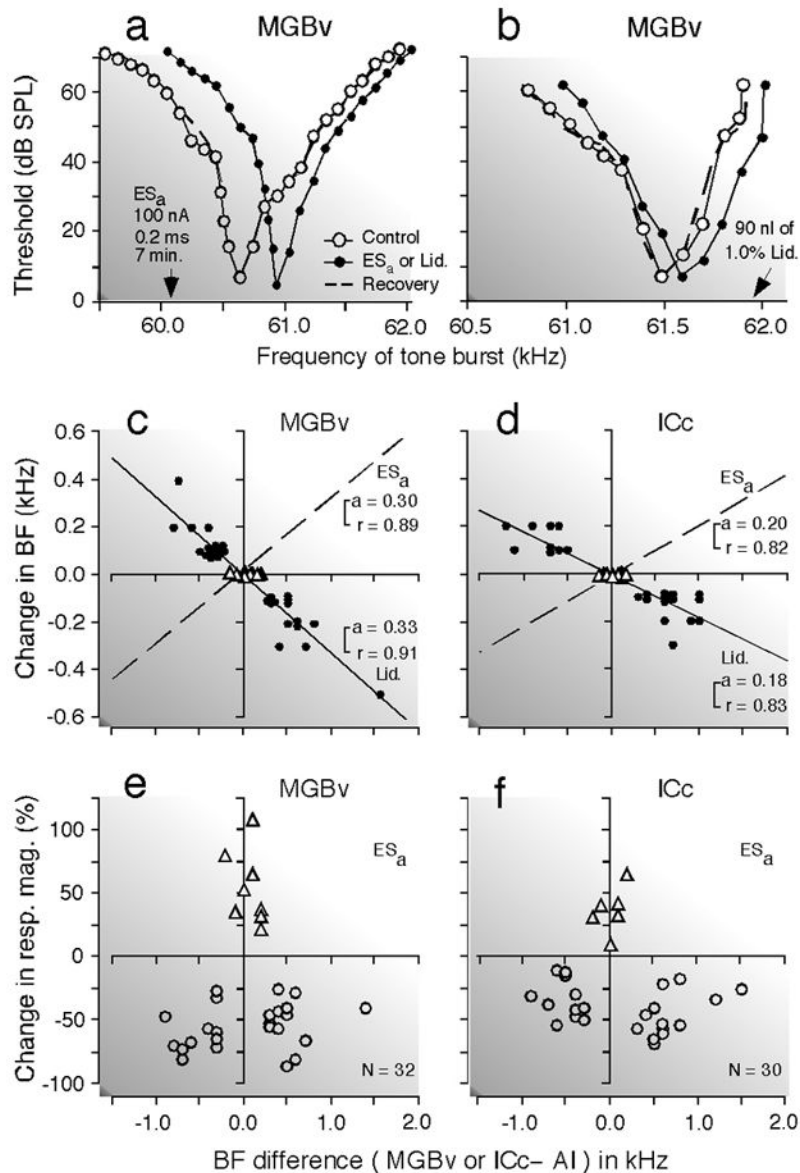 a MGBv
b MGBv
Threshold (dB SPL)
60
40
20
0
ESa
100 nA
0.2 ms
7 min.
Control
ESa or Lid.
Recovery
90 nl of
1.0% Lid.
60.0 61.0 62.0
60.5 61.0 61.5 62.0
Frequency of tone burst (kHz)
c MGBv
d ICc
Change in BF (kHz)
0.6
0.4
0.2
0.0
-0.2
-0.4
-0.6
ESa
a = 0.30
r = 0.89
a = 0.33
r = 0.91
Lid.
ESa
a = 0.20
r = 0.82
Lid.
a = 0.18
r = 0.83
e MGBv
f ICc
Change in resp. mag. (%)
100
50
0
-50
-100
ESa
N = 32
ESa
N = 30
-1.0 0.0 1.0 2.0
-1.0 0.0 1.0 2.0
BF difference ( MGBv or ICc– AI ) in kHz